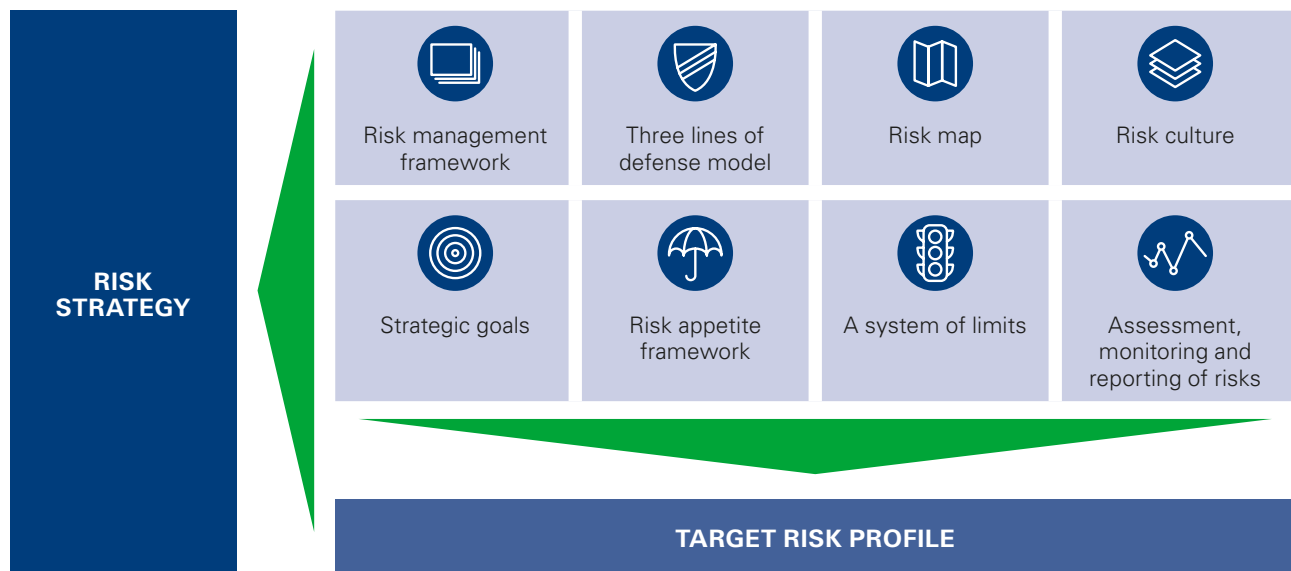 RISK
STRATEGY
Risk management
framework
Three lines of
defense model
Risk map
Risk culture
Strategic goals
Risk appetite
framework
A system of limits
Assessment,
monitoring and
reporting of risks
TARGET RISK PROFILE